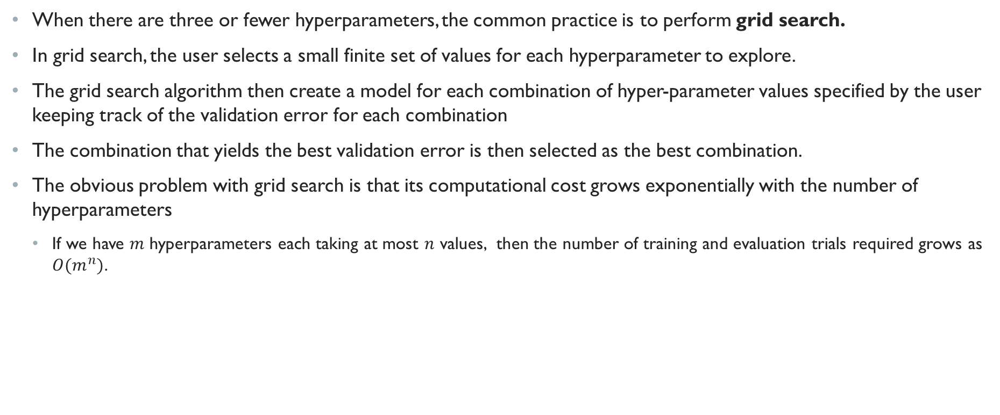 • When there are three or fewer hyperparameters, the common practice is to perform grid search.
• In grid search, the user selects a small finite set of values for each hyperparameter to explore.
• The grid search algorithm then create a model for each combination of hyper-parameter values specified by the user
keeping track of the validation error for each combination
• The combination that yields the best validation error is then selected as the best combination.
• The obvious problem with grid search is that its computational cost grows exponentially with the number of
hyperparameters
• If we have m hyperparameters each taking at most n values, then the number of training and evaluation trials required grows as
O(mⁿ).